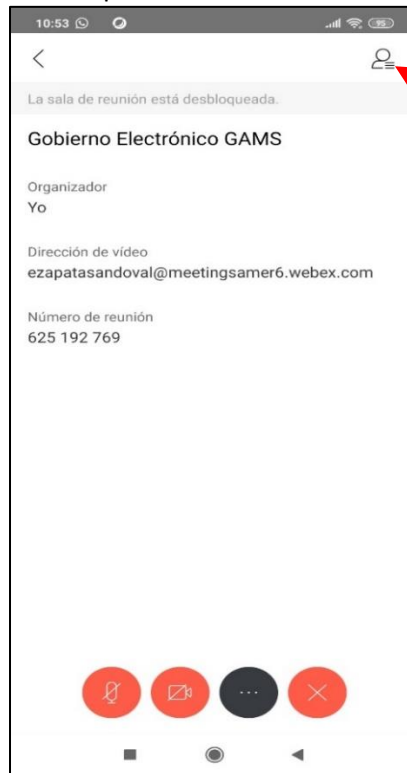 10:53
95
La sala de reunión está desbloqueada.
Gobierno Electrónico GAMS
Organizador
Yo
Dirección de vídeo
ezapatasandoval@meetingsamer6.webex.com
Número de reunión
625 192 769